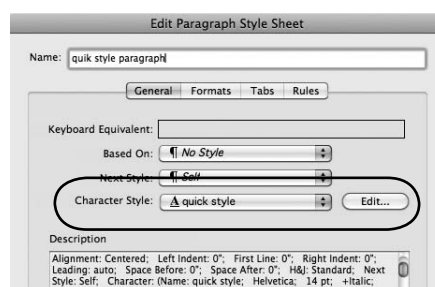 Edit Paragraph Style Sheet
Name: quik style paragraph
General Formats Tabs Rules
Keyboard Equivalent:
Based On: ¶ No Style
Next Style: ¶ Self
Character Style: A quick style Edit...
Description
Alignment: Centered; Left Indent: 0"; First Line: 0"; Right Indent: 0";
Leading: auto; Space Before: 0"; Space After: 0"; H&J: Standard; Next
Style: Self; Character: (Name: quick style; Helvetica; 14 pt; +Italic;